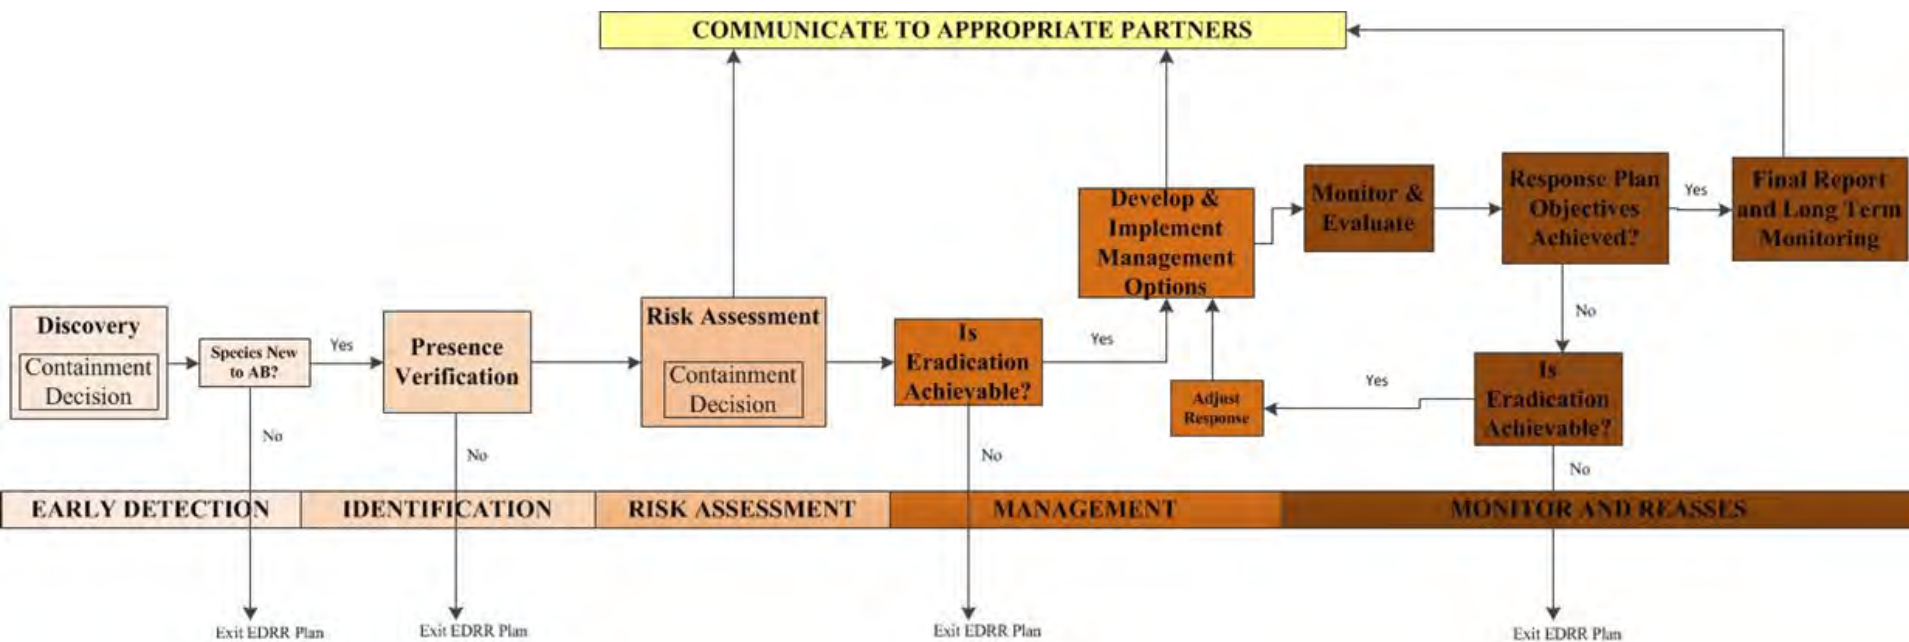 COMMUNICATE TO APPROPRIATE PARTNERS
Discovery
Containment
Decision
Species New
to AB?
Yes
No
Presence
Verification
No
Risk Assessment
Containment
Decision
Is
Eradication
Achievable?
Yes
No
Develop &
Implement
Management
Options
Adjust
Response
Monitor &
Evaluate
Response Plan
Objectives
Achieved?
Yes
No
Final Report
and Long Term
Monitoring
Is
Eradication
Achievable?
Yes
No
EARLY DETECTION
IDENTIFICATION
RISK ASSESSMENT
MANAGEMENT
MONITOR AND REASSES
Exit EDRR Plan
Exit EDRR Plan
Exit EDRR Plan
Exit EDRR Plan